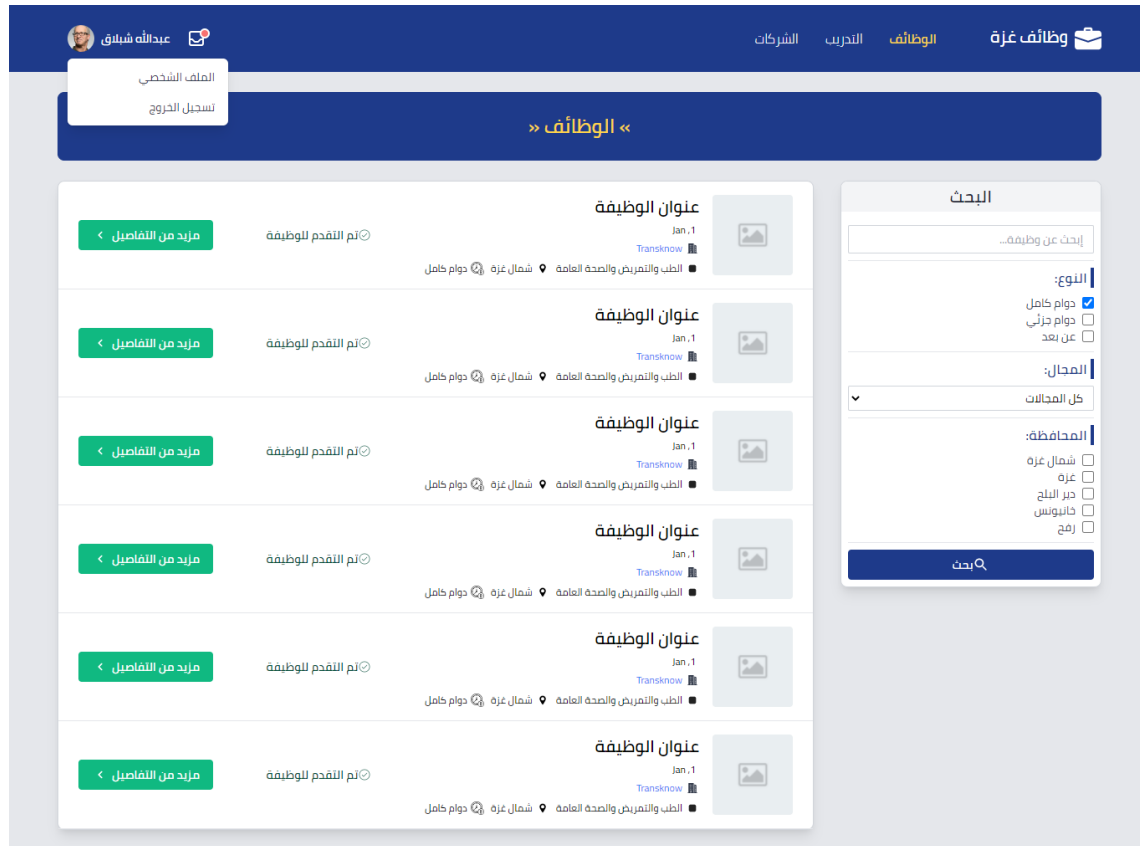 وظائف غزة
الوظائف
التدريب
الشركات
عبدالله شبلاق
الملف الشخصي
تسجيل الخروج
» الوظائف «
البحث
إبحث عن وظيفة...
النوع:
دوام كامل
دوام جزئي
عن بعد
المجال:
كل المجالات
المحافظة:
شمال غزة
غزة
دير البلح
خانيونس
رفح
بحث
عنوان الوظيفة
Jan ,1
Transknow
الطب والتمريض والصحة العامة شمال غزة دوام كامل
تم التقدم للوظيفة
مزيد من التفاصيل
عنوان الوظيفة
Jan ,1
Transknow
الطب والتمريض والصحة العامة شمال غزة دوام كامل
تم التقدم للوظيفة
مزيد من التفاصيل
عنوان الوظيفة
Jan ,1
Transknow
الطب والتمريض والصحة العامة شمال غزة دوام كامل
تم التقدم للوظيفة
مزيد من التفاصيل
عنوان الوظيفة
Jan ,1
Transknow
الطب والتمريض والصحة العامة شمال غزة دوام كامل
تم التقدم للوظيفة
مزيد من التفاصيل
عنوان الوظيفة
Jan ,1
Transknow
الطب والتمريض والصحة العامة شمال غزة دوام كامل
تم التقدم للوظيفة
مزيد من التفاصيل
عنوان الوظيفة
Jan ,1
Transknow
الطب والتمريض والصحة العامة شمال غزة دوام كامل
تم التقدم للوظيفة
مزيد من التفاصيل